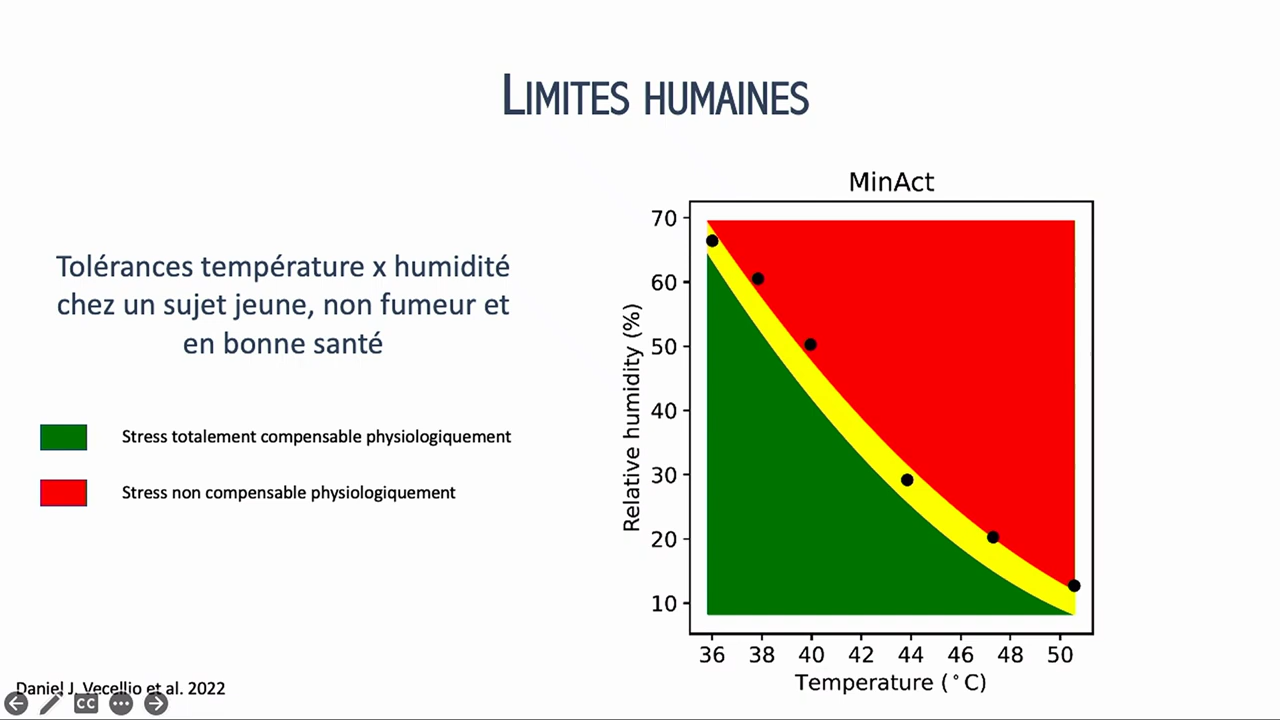 LIMITES HUMAINES
Tolérances température x humidité
chez un sujet jeune, non fumeur et
en bonne santé
Stress totalement compensable physiologiquement
Stress non compensable physiologiquement
MinAct
Relative humidity (%)
70
60
50
40
30
20
10
36 38 40 42 44 46 48 50
Temperature (°C)
Daniel J. Vecellio et al. 2022
CC